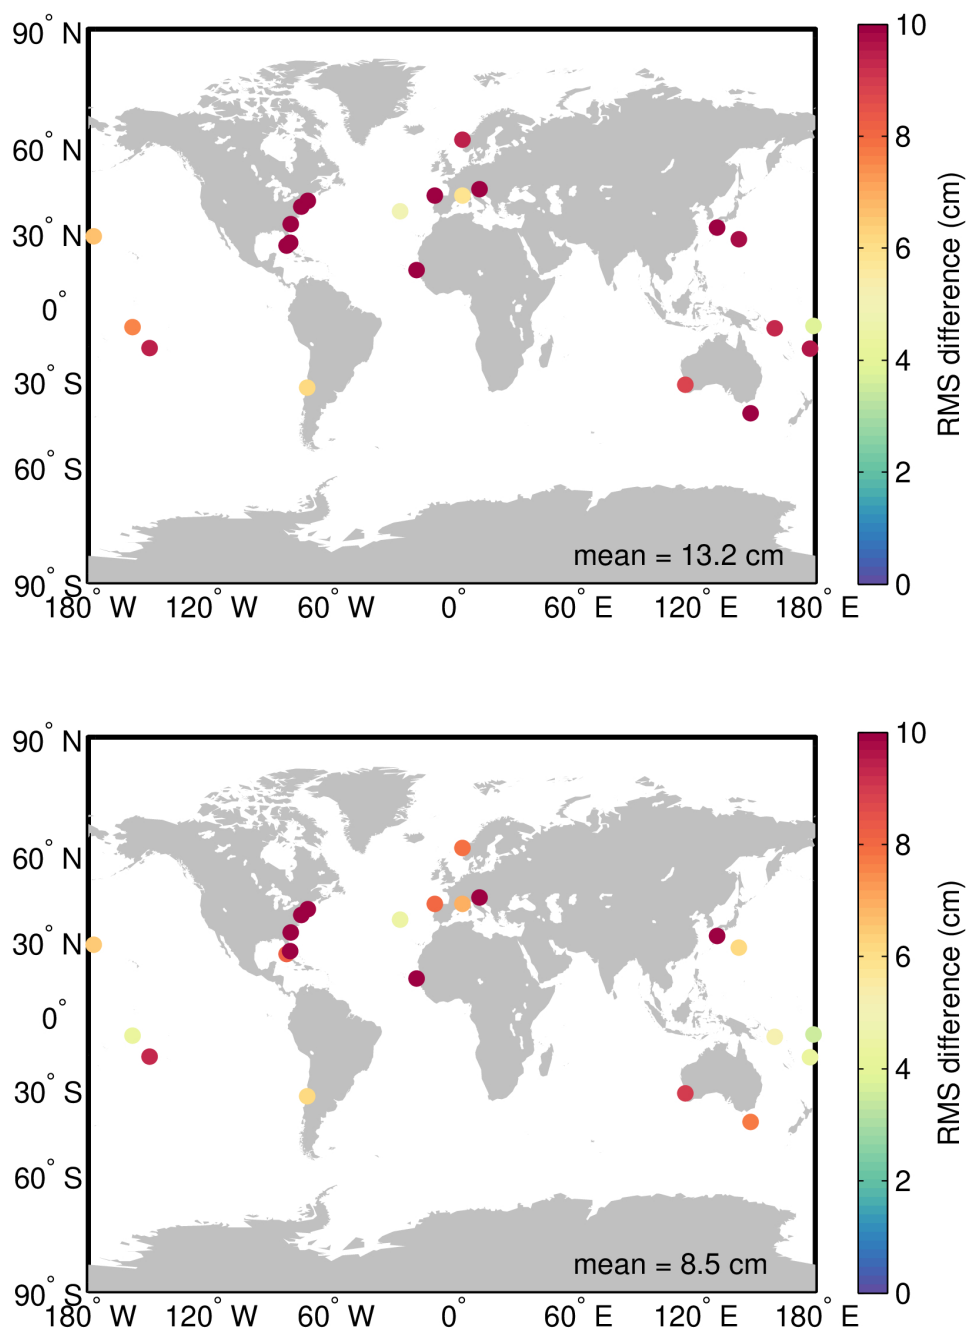 90° N
60° N
30° N
0°
30° S
60° S
90° S
180° W 120° W 60° W 0° 60° E 120° E 180° E
mean = 13.2 cm
10
8
6
4
2
0
RMS difference (cm)
90° N
60° N
30° N
0°
30° S
60° S
90° S
180° W 120° W 60° W 0° 60° E 120° E 180° E
mean = 8.5 cm
10
8
6
4
2
0
RMS difference (cm)